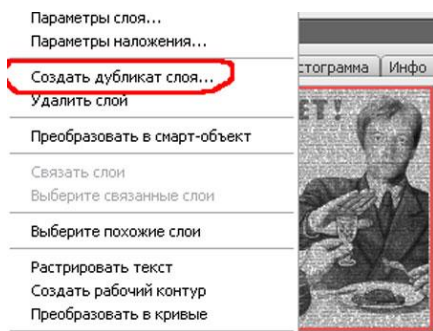 Параметры слоя...
Параметры наложения...
Создать дубликат слоя...
Удалить слой
Преобразовать в смарт-объект
Связать слои
Выберите связанные слои
Выберите похожие слои
Растрировать текст
Создать рабочий контур
Преобразовать в кривые
стограмма
Инфо
ЕТ!